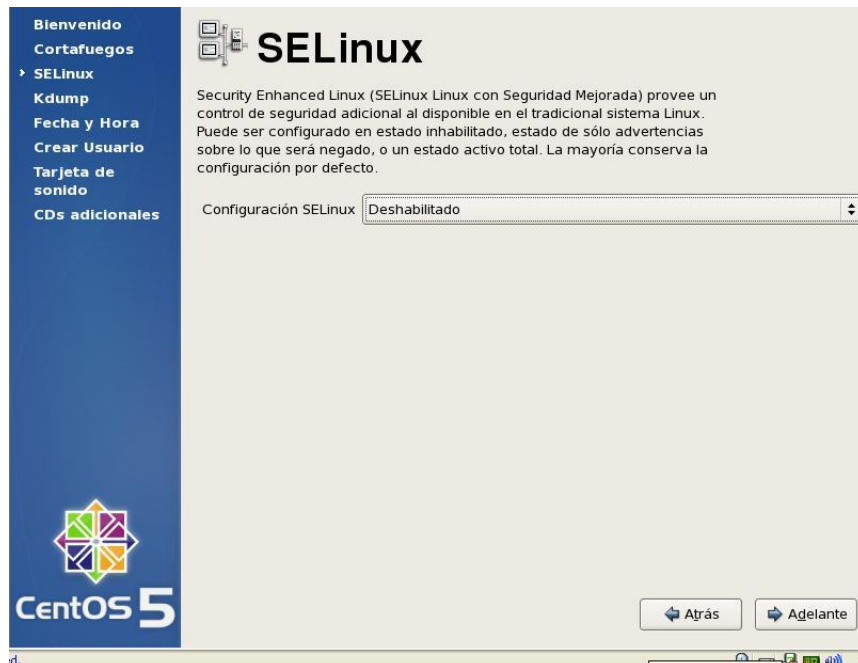 Bienvenido
Cortafuegos
SELinux
Kdump
Fecha y Hora
Crear Usuario
Tarjeta de
sonido
CDs adicionales
SELinux
Security Enhanced Linux (SELinux Linux con Seguridad Mejorada) provee un
control de seguridad adicional al disponible en el tradicional sistema Linux.
Puede ser configurado en estado inhabilitado, estado de sólo advertencias
sobre lo que será negado, o un estado activo total. La mayoría conserva la
configuración por defecto.
Configuración SELinux Deshabilitado
CentOS 5
Atrás
Adelante